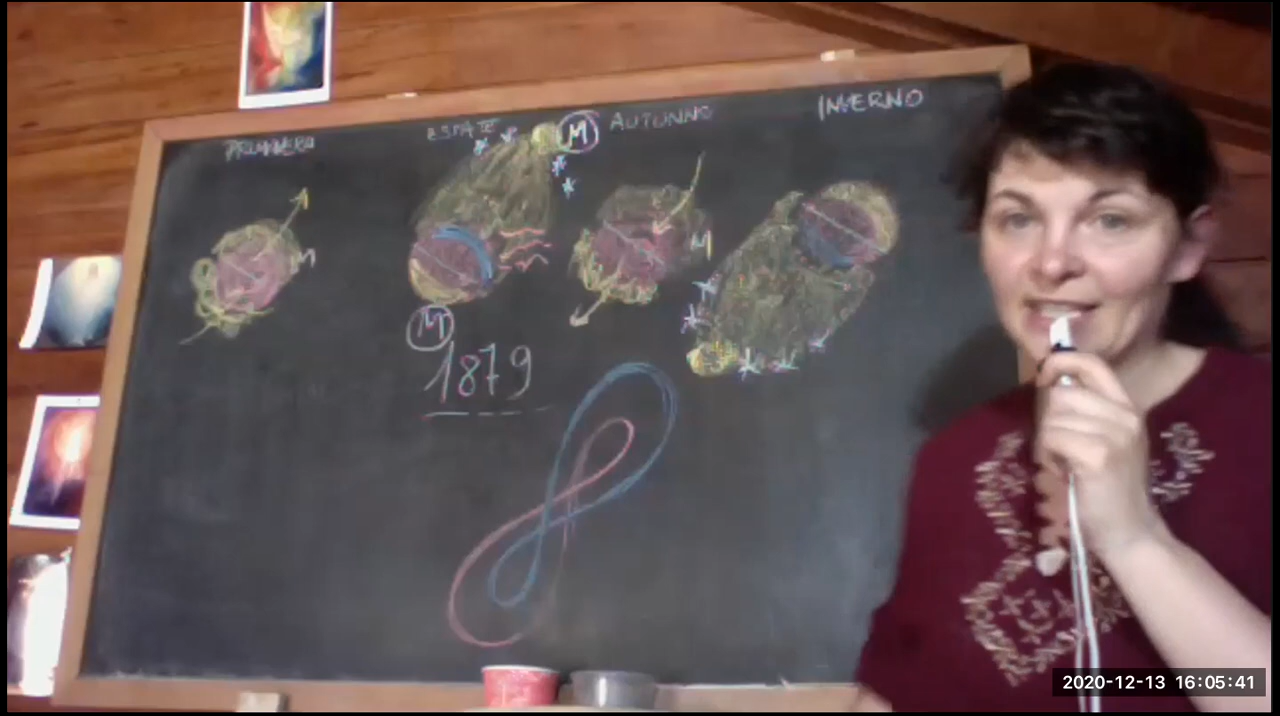 PRIMAVERA
ESTATE
AUTUNNO
INVERNO
M
M
M
M
1879
2020-12-13 16:05:41